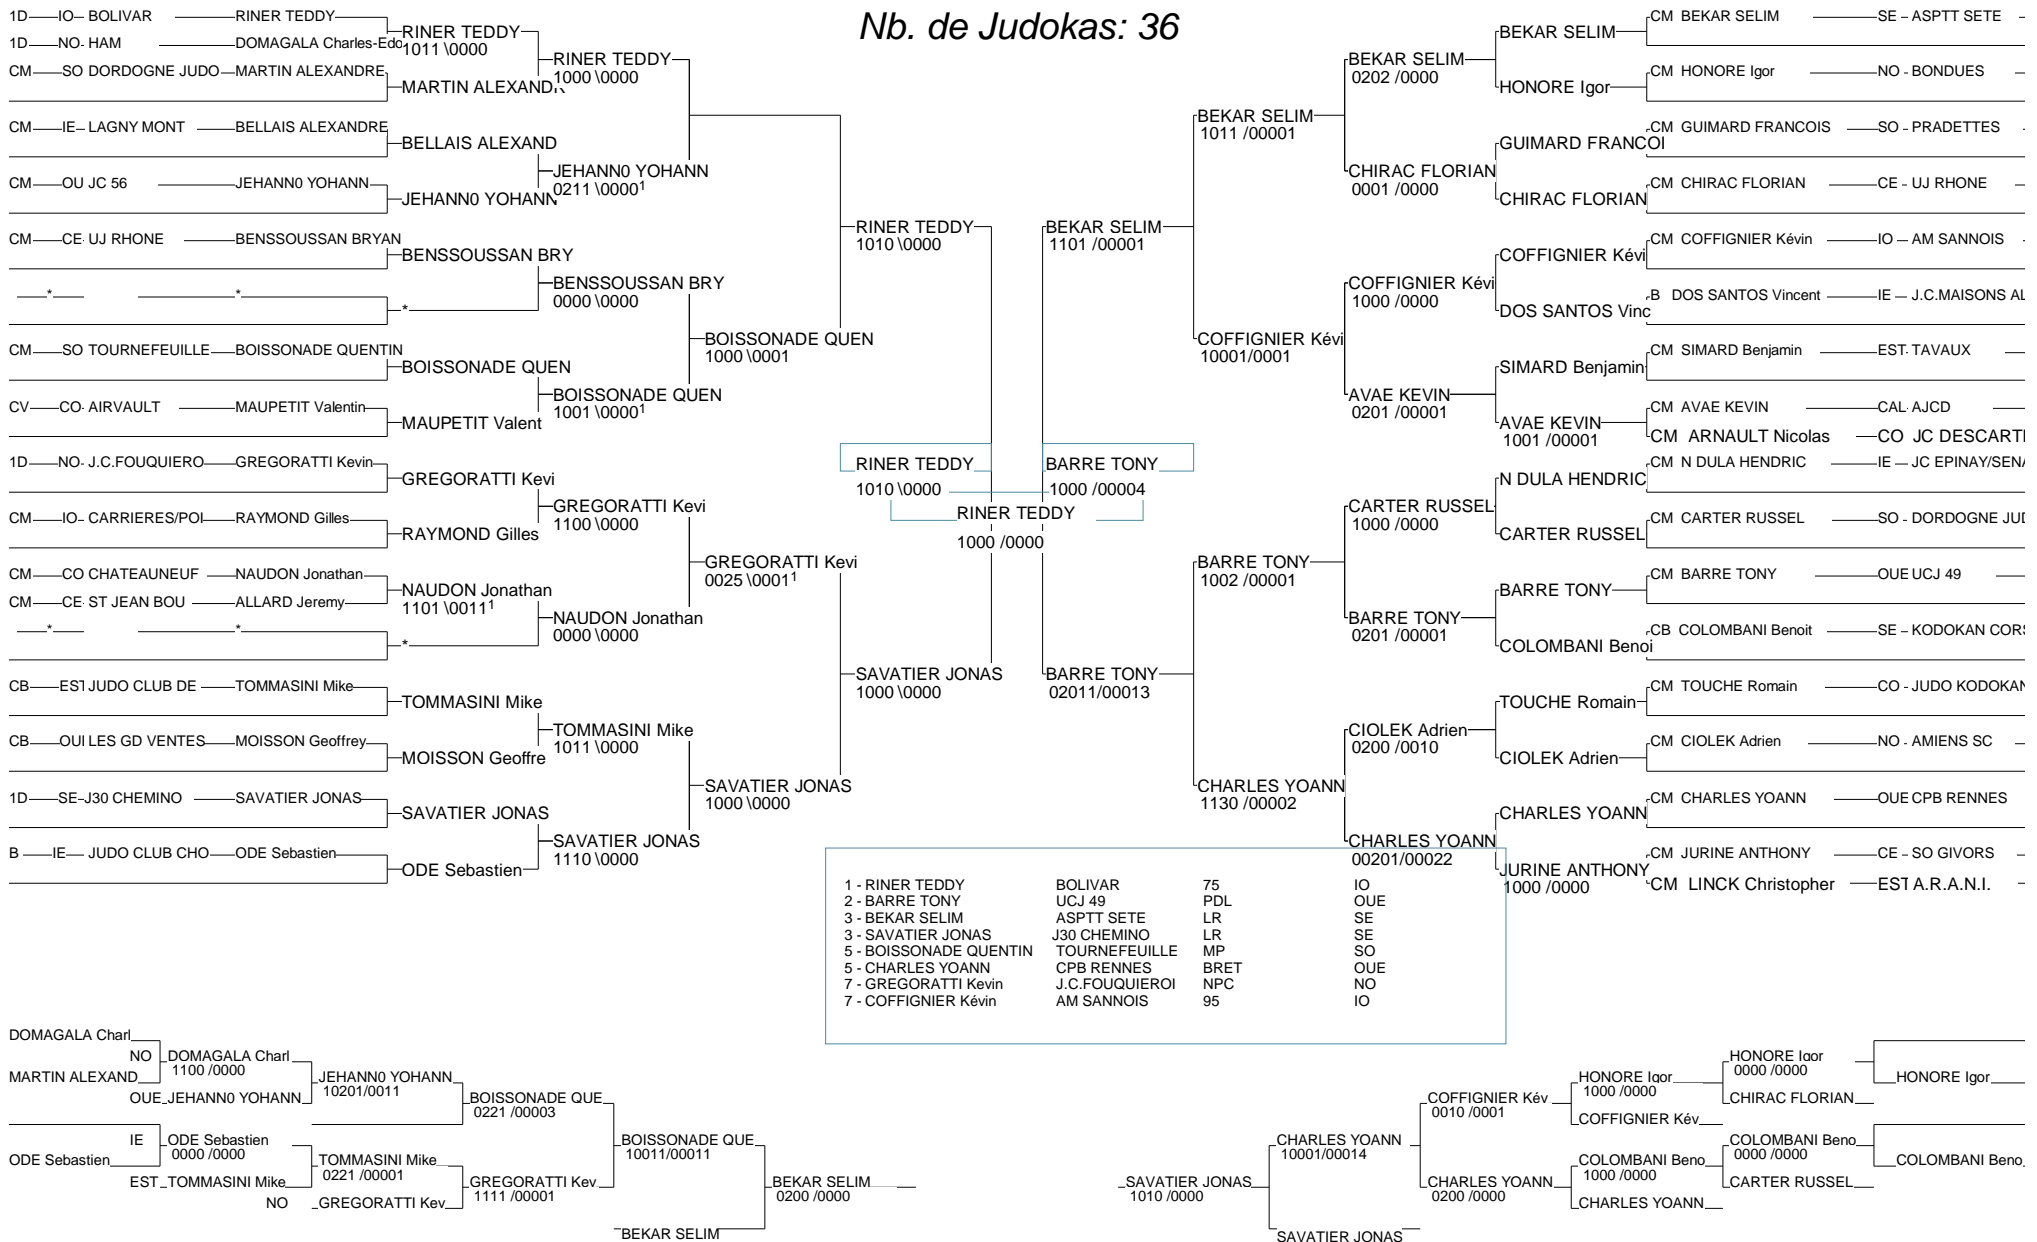 Nb. de Judokas: 36
1D IO BOLIVAR RINER TEDDY
1D NO HAM DOMAGALA Charles-Edo
CM SO DORDOGNE JUDO MARTIN ALEXANDRE
CM IE LAGNY MONT BELLAIS ALEXANDRE
CM OU JC 56 JEHANN0 YOHANN
CM CE UJ RHONE BENSSOUSSAN BRYAN
* *
CM SO TOURNEFEUILLE BOISSONADE QUENTIN
CV CO AIRVAULT MAUPETIT Valentin
1D NO J.C.FOUQUIERO GREGORATTI Kevin
CM IO CARRIERES/POI RAYMOND Gilles
CM CO CHATEAUNEUF NAUDON Jonathan
CM CE ST JEAN BOU ALLARD Jeremy
* *
CB EST JUDO CLUB DE TOMMASINI Mike
CB OUI LES GD VENTES MOISSON Geoffrey
1D SE J30 CHEMINO SAVATIER JONAS
B IE JUDO CLUB CHO ODE Sebastien
RINER TEDDY
1011 \0000
MARTIN ALEXAND
BELLAIS ALEXAND
JEHANN0 YOHANN
BENSSOUSSAN BRY
*
BOISSONADE QUEN
MAUPETIT Valent
GREGORATTI Kevi
RAYMOND Gilles
NAUDON Jonathan
1101 \0011¹
*
TOMMASINI Mike
MOISSON Geoffre
SAVATIER JONAS
ODE Sebastien
RINER TEDDY
1000 \0000
JEHANN0 YOHANN
0211 \0000¹
BENSSOUSSAN BRY
0000 \0000
BOISSONADE QUEN
1001 \0000¹
GREGORATTI Kevi
1100 \0000
NAUDON Jonathan
0000 \0000
TOMMASINI Mike
1011 \0000
SAVATIER JONAS
1110 \0000
BOISSONADE QUEN
1000 \0001
GREGORATTI Kevi
0025 \0001¹
SAVATIER JONAS
1000 \0000
RINER TEDDY
1010 \0000
SAVATIER JONAS
1000 \0000
RINER TEDDY
1010 \0000
BARRE TONY
1000 /00004
RINER TEDDY
1000 /0000
BEKAR SELIM
1101 /00001
BARRE TONY
02011/00013
BEKAR SELIM
1011 /00001
COFFIGNIER Kévi
10001/0001
BARRE TONY
1002 /00001
CHARLES YOANN
1130 /00002
BEKAR SELIM
0202 /0000
CHIRAC FLORIAN
0001 /0000
COFFIGNIER Kévi
1000 /0000
AVAE KEVIN
0201 /00001
CARTER RUSSEL
1000 /0000
BARRE TONY
0201 /00001
CIOLEK Adrien
0200 /0010
CHARLES YOANN
00201/00022
BEKAR SELIM
HONORE Igor
GUIMARD FRANCOI
CHIRAC FLORIAN
COFFIGNIER Kévi
DOS SANTOS Vinc
SIMARD Benjamin
AVAE KEVIN
1001 /00001
N DULA HENDRIC
CARTER RUSSEL
BARRE TONY
COLOMBANI Benoi
TOUCHE Romain
CIOLEK Adrien
CHARLES YOANN
JURINE ANTHONY
1000 /0000
CM BEKAR SELIM SE - ASPTT SETE
CM HONORE Igor NO - BONDUES
CM GUIMARD FRANCOIS SO - PRADETTES
CM CHIRAC FLORIAN CE - UJ RHONE
CM COFFIGNIER Kévin IO - AM SANNOIS
B DOS SANTOS Vincent IE - J.C.MAISONS AL
CM SIMARD Benjamin EST. TAVAUX
CM AVAE KEVIN CAL AJCD
CM ARNAULT Nicolas CO JC DESCARTE
CM N DULA HENDRIC IE - JC EPINAY/SENA
CM CARTER RUSSEL SO - DORDOGNE JUD
CM BARRE TONY OUE UCJ 49
CB COLOMBANI Benoit SE - KODOKAN CORS
CM TOUCHE Romain CO - JUDO KODOKAN
CM CIOLEK Adrien NO - AMIENS SC
CM CHARLES YOANN OUE CPB RENNES
CM JURINE ANTHONY CE - SO GIVORS
CM LINCK Christopher EST A.R.A.N.I.
1 - RINER TEDDY BOLIVAR 75 IO
2 - BARRE TONY UCJ 49 PDL OUE
3 - BEKAR SELIM ASPTT SETE LR SE
3 - SAVATIER JONAS J30 CHEMINO LR SE
5 - BOISSONADE QUENTIN TOURNEFEUILLE MP SO
5 - CHARLES YOANN CPB RENNES BRET OUE
7 - GREGORATTI Kevin J.C.FOUQUIEROI NPC NO
7 - COFFIGNIER Kévin AM SANNOIS 95 IO
DOMAGALA Charl
MARTIN ALEXAND
ODE Sebastien
NO DOMAGALA Charl
1100 /0000
OUE JEHANN0 YOHANN
IE ODE Sebastien
0000 /0000
EST TOMMASINI Mike
JEHANN0 YOHANN
10201/0011
TOMMASINI Mike
0221 /00001
NO GREGORATTI Kev
BOISSONADE QUE
0221 /00003
GREGORATTI Kev
1111 /00001
BOISSONADE QUE
10011/00011
BEKAR SELIM
BEKAR SELIM
0200 /0000
SAVATIER JONAS
1010 /0000
CHARLES YOANN
10001/00014
SAVATIER JONAS
COFFIGNIER Kév
0010 /0001
CHARLES YOANN
0200 /0000
HONORE Igor
1000 /0000
COFFIGNIER Kév
COLOMBANI Beno
1000 /0000
CHARLES YOANN
HONORE Igor
0000 /0000
CHIRAC FLORIAN
COLOMBANI Beno
0000 /0000
CARTER RUSSEL
HONORE Igor
COLOMBANI Beno